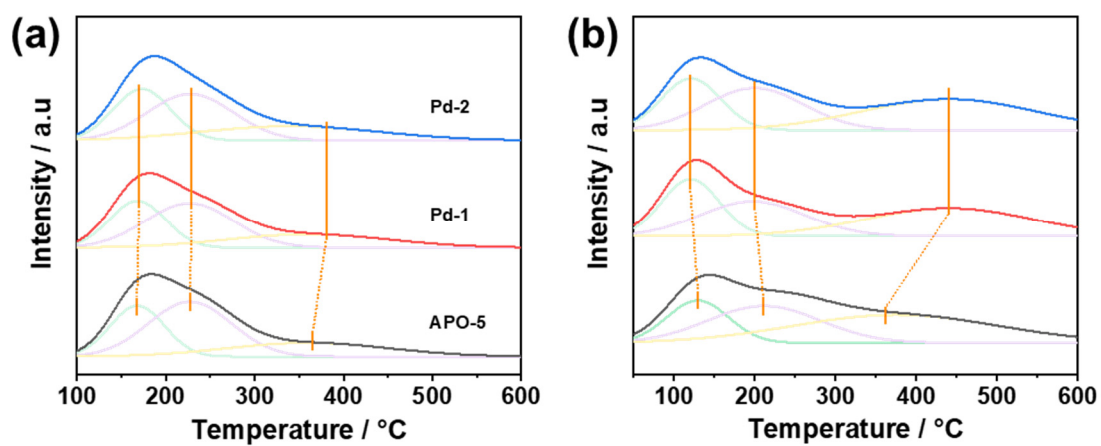 (a)
Intensity / a.u
Pd-2
Pd-1
APO-5
100 200 300 400 500 600
Temperature / °C
(b)
Intensity / a.u
100 200 300 400 500 600
Temperature / °C